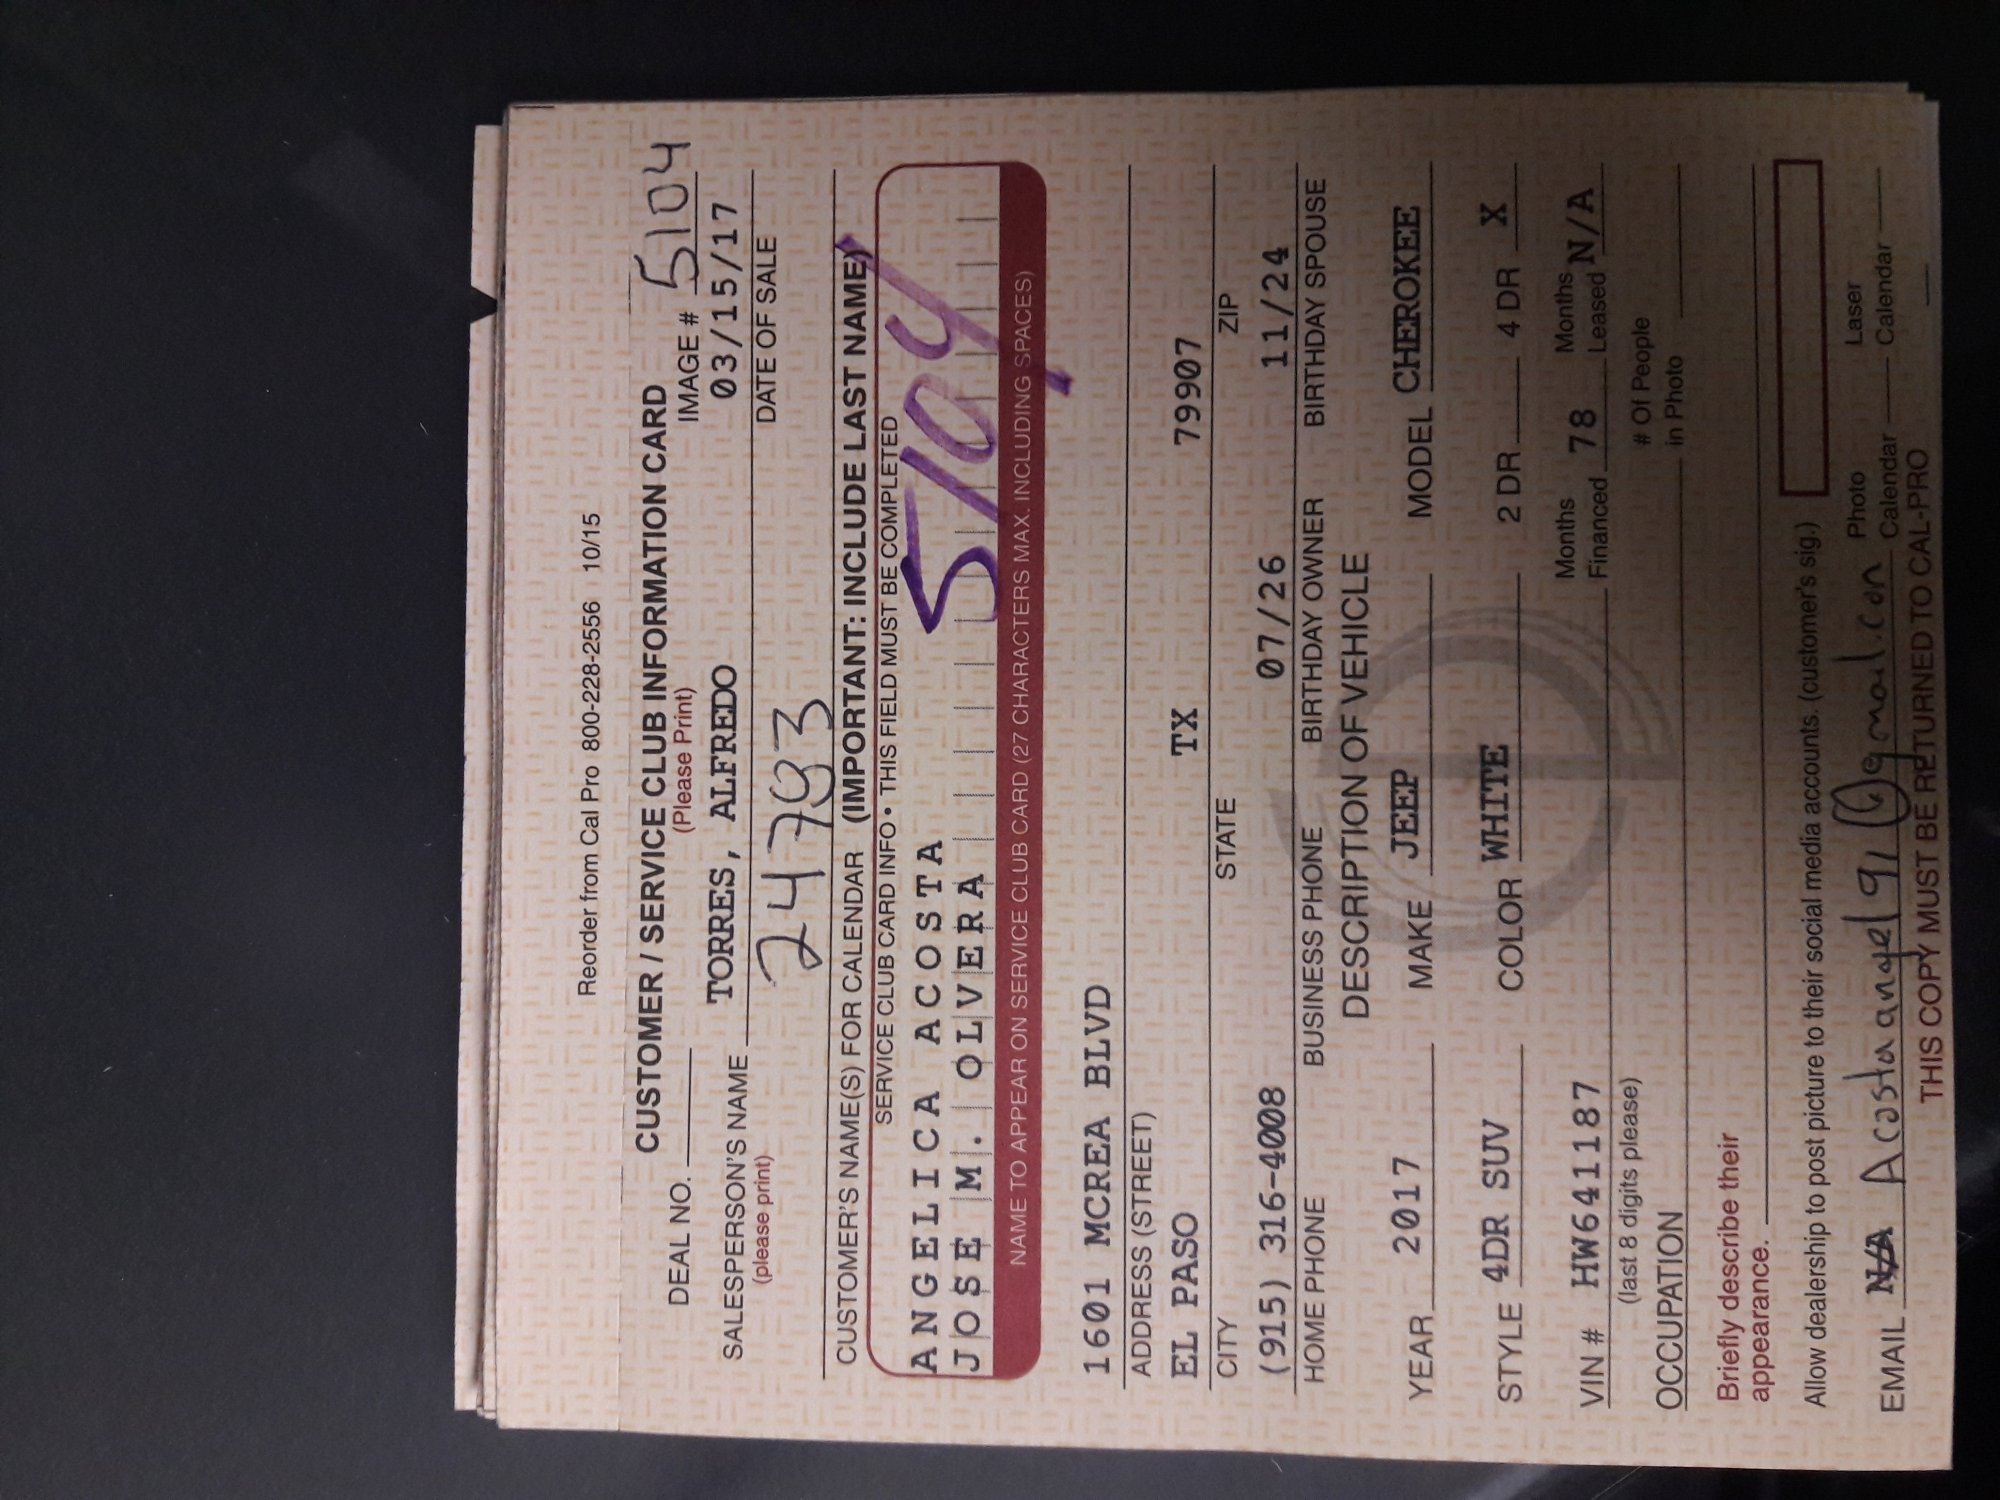 Reorder from Cal Pro 800-228-2556 10/15
CUSTOMER / SERVICE CLUB INFORMATION CARD
(Please Print)
DEAL NO. IMAGE # 5104
SALESPERSON'S NAME TORRES, ALFREDO 03/15/17
(please print) DATE OF SALE
24783
CUSTOMER'S NAME(S) FOR CALENDAR (IMPORTANT: INCLUDE LAST NAME)
SERVICE CLUB CARD INFO • THIS FIELD MUST BE COMPLETED
ANGELICA ACOSTA
JOSE M. OLVERA
5104
NAME TO APPEAR ON SERVICE CLUB CARD (27 CHARACTERS MAX. INCLUDING SPACES)
1601 MCREA BLVD
ADDRESS (STREET)
EL PASO TX 79907
CITY STATE ZIP
(915) 316-4008 07/26 11/24
HOME PHONE BUSINESS PHONE BIRTHDAY OWNER BIRTHDAY SPOUSE
DESCRIPTION OF VEHICLE
YEAR 2017 MAKE JEEP MODEL CHEROKEE
STYLE 4DR SUV COLOR WHITE 2 DR 4 DR X
VIN # HW641187 Months Financed 78 Months Leased N/A
(last 8 digits please)
OCCUPATION # Of People in Photo
Briefly describe their
appearance.
Allow dealership to post picture to their social media accounts. (customer's sig.)
EMAIL N/A Acostaangel91@gmail.com Photo Calendar Laser Calendar
THIS COPY MUST BE RETURNED TO CAL-PRO